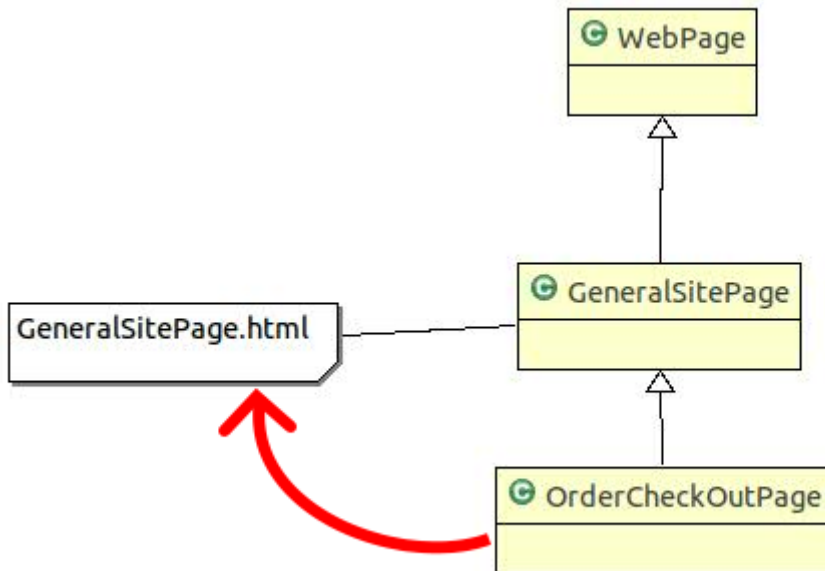 C WebPage
C GeneralSitePage
GeneralSitePage.html
C OrderCheckOutPage